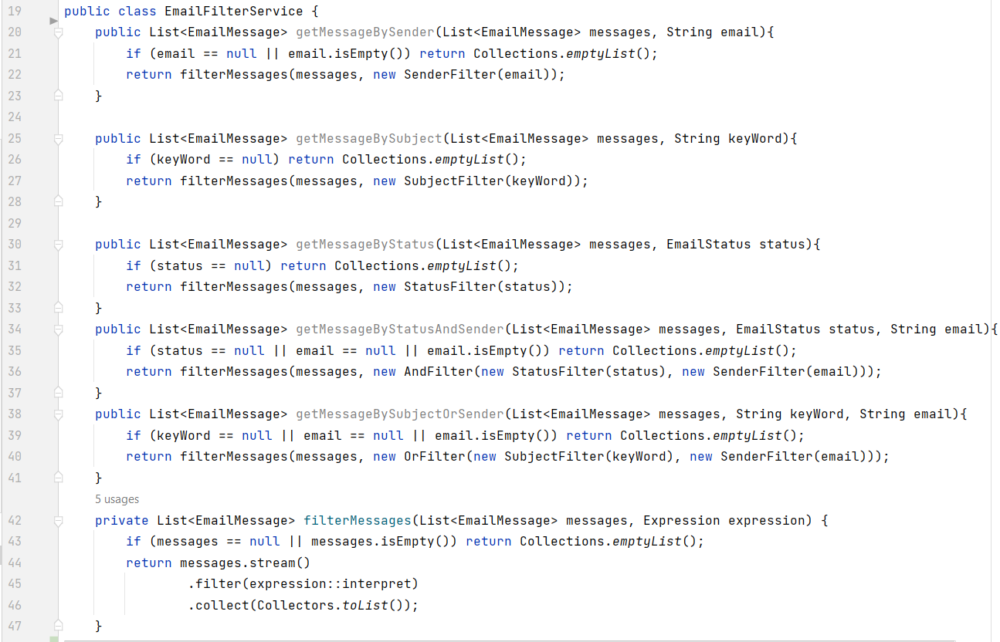 19 public class EmailFilterService {
20 public List<EmailMessage> getMessageBySender(List<EmailMessage> messages, String email){
21 if (email == null || email.isEmpty()) return Collections.emptyList();
22 return filterMessages(messages, new SenderFilter(email));
23 }
24
25 public List<EmailMessage> getMessageBySubject(List<EmailMessage> messages, String keyWord){
26 if (keyWord == null) return Collections.emptyList();
27 return filterMessages(messages, new SubjectFilter(keyWord));
28 }
29
30 public List<EmailMessage> getMessageByStatus(List<EmailMessage> messages, EmailStatus status){
31 if (status == null) return Collections.emptyList();
32 return filterMessages(messages, new StatusFilter(status));
33 }
34 public List<EmailMessage> getMessageByStatusAndSender(List<EmailMessage> messages, EmailStatus status, String email){
35 if (status == null || email == null || email.isEmpty()) return Collections.emptyList();
36 return filterMessages(messages, new AndFilter(new StatusFilter(status), new SenderFilter(email)));
37 }
38 public List<EmailMessage> getMessageBySubjectOrSender(List<EmailMessage> messages, String keyWord, String email){
39 if (keyWord == null || email == null || email.isEmpty()) return Collections.emptyList();
40 return filterMessages(messages, new OrFilter(new SubjectFilter(keyWord), new SenderFilter(email)));
41 }
5 usages
42 private List<EmailMessage> filterMessages(List<EmailMessage> messages, Expression expression) {
43 if (messages == null || messages.isEmpty()) return Collections.emptyList();
44 return messages.stream()
45 .filter(expression::interpret)
46 .collect(Collectors.toList());
47 }